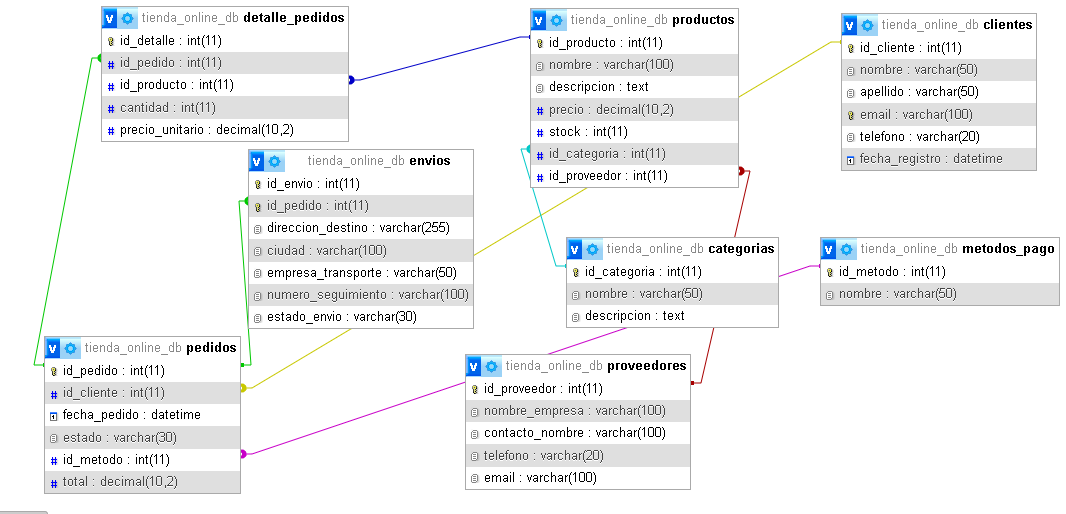 v tienda_online_db detalle_pedidos
id_detalle : int(11)
# id_pedido : int(11)
# id_producto : int(11)
# cantidad : int(11)
# precio_unitario : decimal(10,2)
v tienda_online_db productos
id_producto : int(11)
nombre : varchar(100)
descripcion : text
# precio : decimal(10,2)
# stock : int(11)
# id_categoria : int(11)
# id_proveedor : int(11)
v tienda_online_db clientes
id_cliente : int(11)
nombre : varchar(50)
apellido : varchar(50)
email : varchar(100)
telefono : varchar(20)
fecha_registro : datetime
v tienda_online_db envios
id_envio : int(11)
id_pedido : int(11)
direccion_destino : varchar(255)
ciudad : varchar(100)
empresa_transporte : varchar(50)
numero_seguimiento : varchar(100)
estado_envio : varchar(30)
v tienda_online_db categorias
id_categoria : int(11)
nombre : varchar(50)
descripcion : text
v tienda_online_db metodos_pago
id_metodo : int(11)
nombre : varchar(50)
v tienda_online_db pedidos
id_pedido : int(11)
# id_cliente : int(11)
fecha_pedido : datetime
estado : varchar(30)
# id_metodo : int(11)
# total : decimal(10,2)
v tienda_online_db proveedores
id_proveedor : int(11)
nombre_empresa : varchar(100)
contacto_nombre : varchar(100)
telefono : varchar(20)
email : varchar(100)